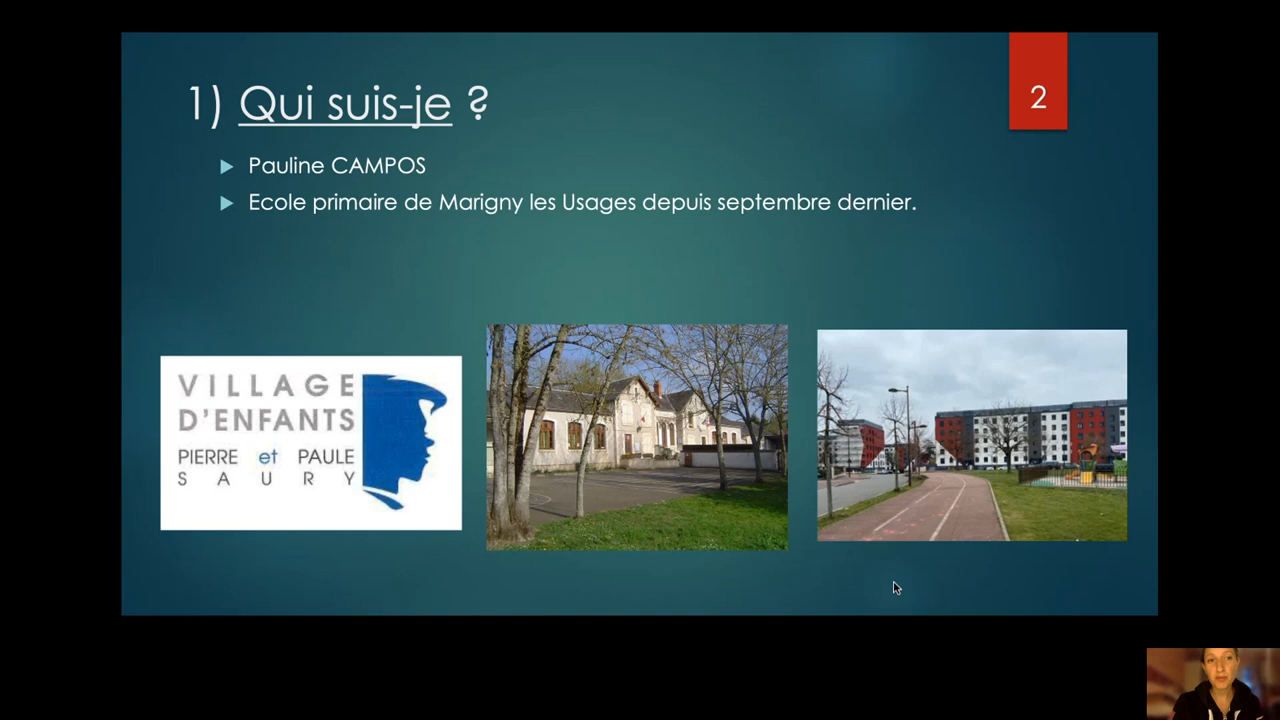 1) Qui suis-je ?
2
Pauline CAMPOS
Ecole primaire de Marigny les Usages depuis septembre dernier.
VILLAGE
D'ENFANTS
PIERRE et PAULE
SAURY